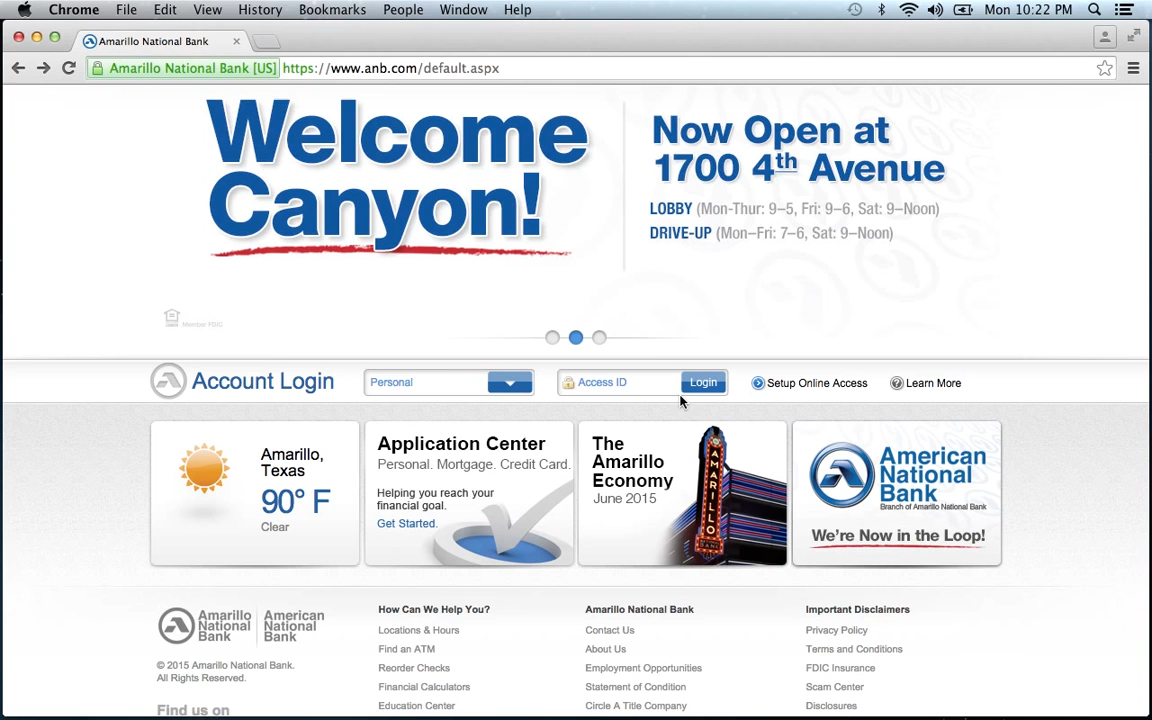 Chrome File Edit View History Bookmarks People Window Help Mon 10:22 PM
Amarillo National Bank
Amarillo National Bank [US] https://www.anb.com/default.aspx
Welcome
Canyon!
Now Open at
1700 4th Avenue
LOBBY (Mon-Thur: 9–5, Fri: 9–6, Sat: 9–Noon)
DRIVE-UP (Mon–Fri: 7–6, Sat: 9–Noon)
Member FDIC
Account Login Personal Access ID Login Setup Online Access Learn More
Amarillo,
Texas
90° F
Clear
Application Center
Personal. Mortgage. Credit Card.
Helping you reach your
financial goal.
Get Started.
The
Amarillo
Economy
June 2015
AMARILLO
American
National
Bank
Branch of Amarillo National Bank
We're Now in the Loop!
Amarillo
National
Bank
American
National
Bank
© 2015 Amarillo National Bank.
All Rights Reserved.
Find us on
How Can We Help You?
Locations & Hours
Find an ATM
Reorder Checks
Financial Calculators
Education Center
Amarillo National Bank
Contact Us
About Us
Employment Opportunities
Statement of Condition
Circle A Title Company
Important Disclaimers
Privacy Policy
Terms and Conditions
FDIC Insurance
Scam Center
Disclosures